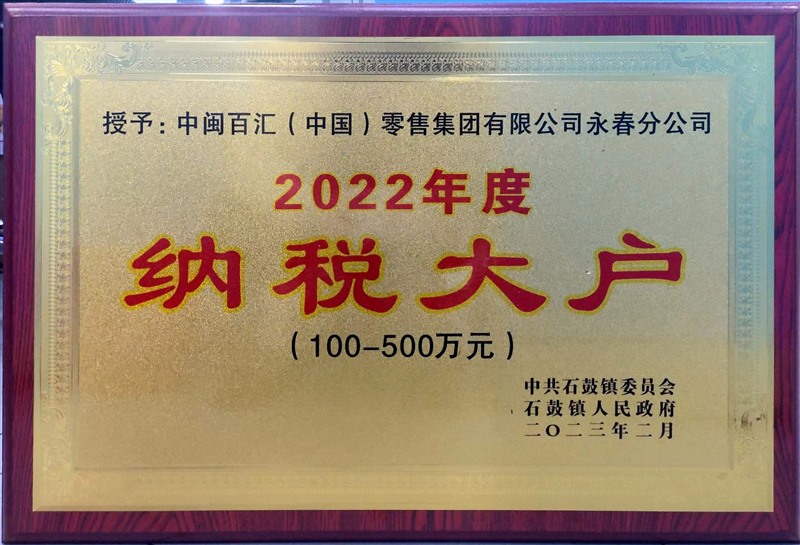 授予：中闽百汇（中国）零售集团有限公司永春分公司
2022年度
纳税大户
（100-500万元）
中共石鼓镇委员会
石鼓镇人民政府
二〇二三年二月